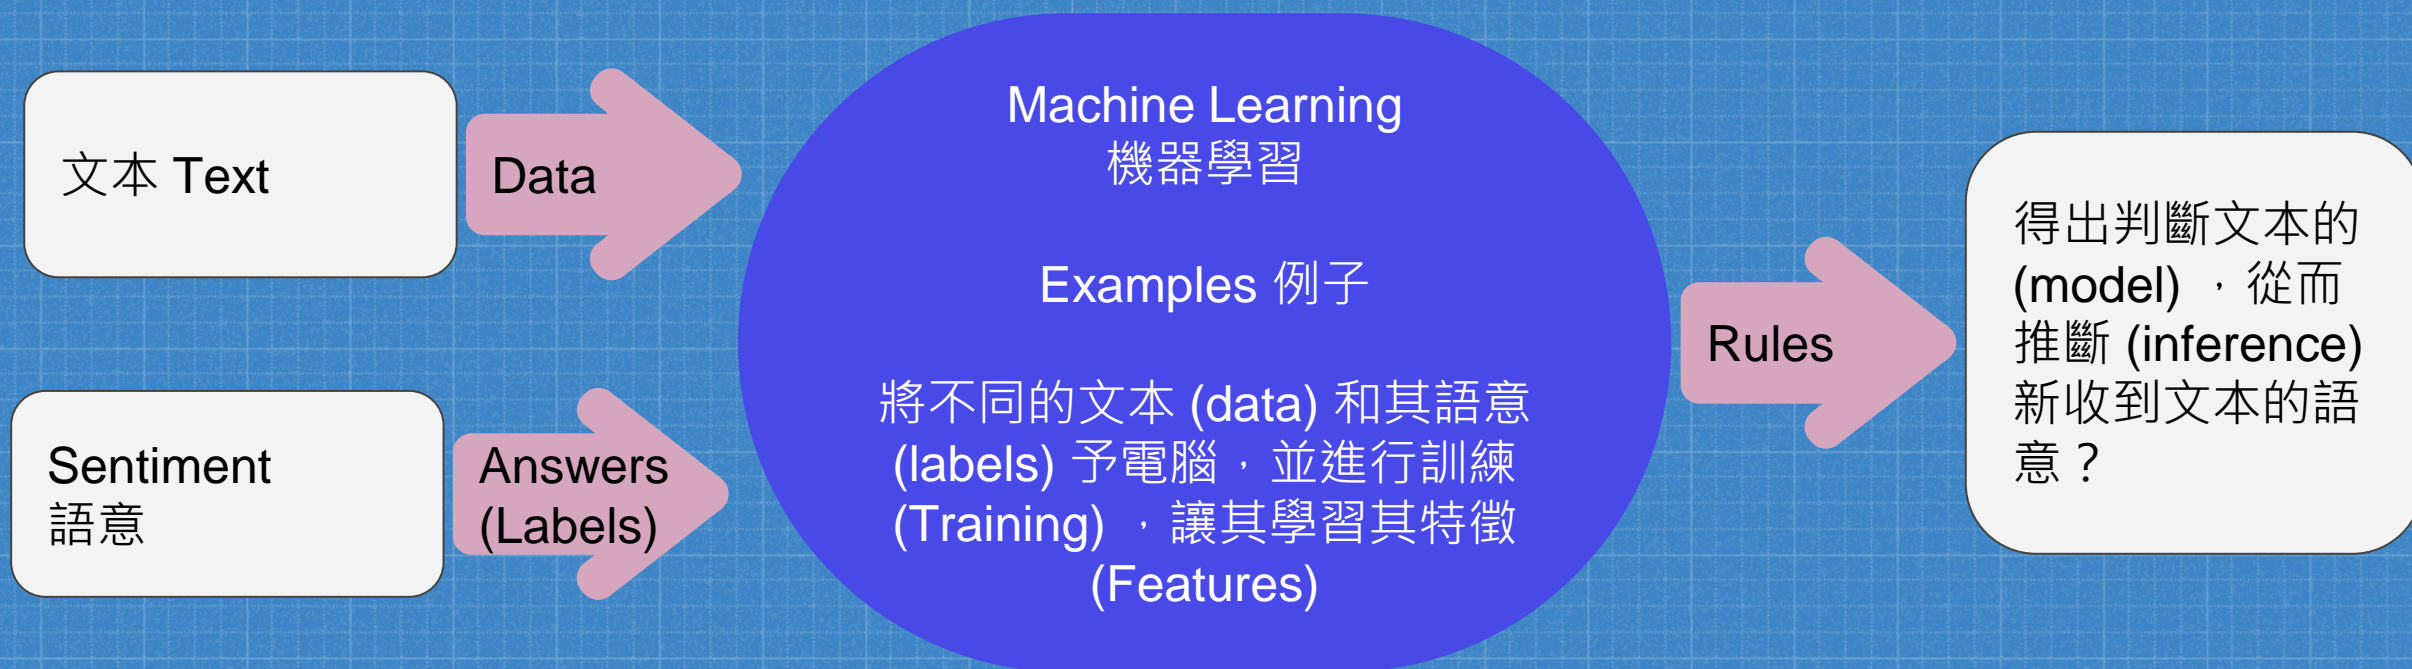 文本 Text
Data
Sentiment
語意
Answers
(Labels)
Machine Learning
機器學習
Examples 例子
將不同的文本 (data) 和其語意
(labels) 予電腦，並進行訓練
(Training) ，讓其學習其特徵
(Features)
Rules
得出判斷文本的
(model) ，從而
推斷 (inference)
新收到文本的語
意？